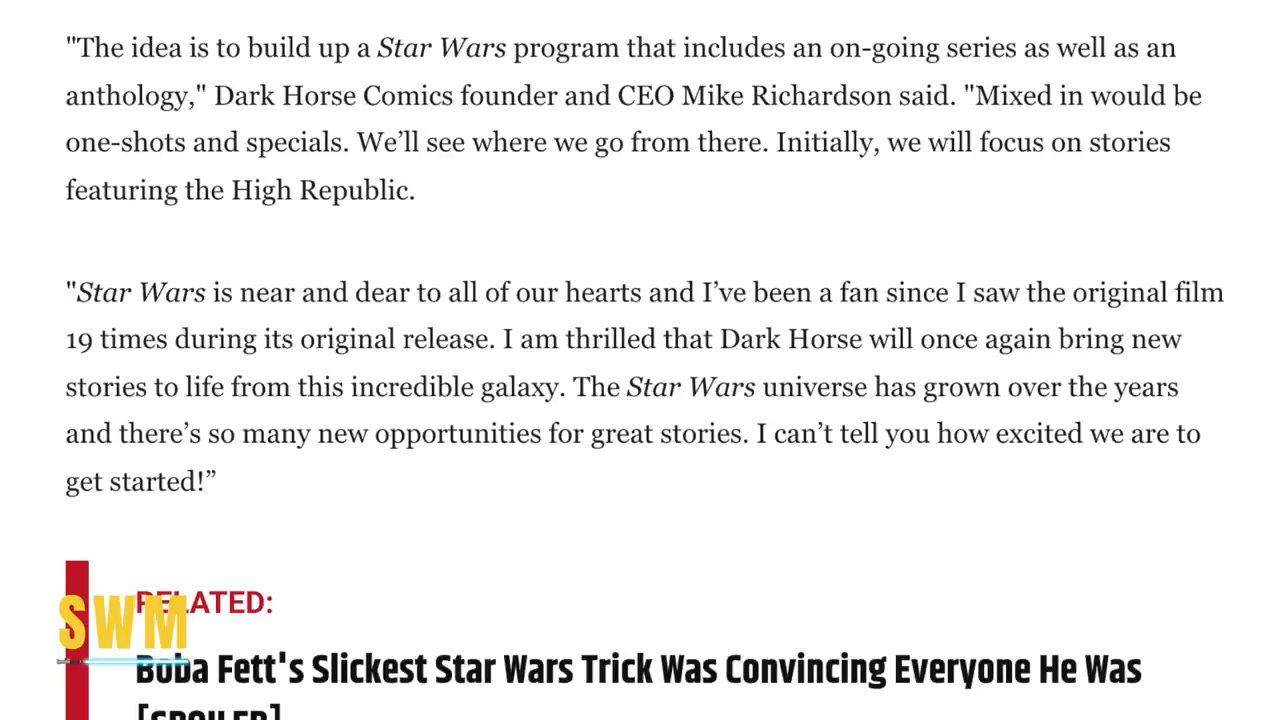 "The idea is to build up a Star Wars program that includes an on-going series as well as an
anthology," Dark Horse Comics founder and CEO Mike Richardson said. "Mixed in would be
one-shots and specials. We’ll see where we go from there. Initially, we will focus on stories
featuring the High Republic.
"Star Wars is near and dear to all of our hearts and I’ve been a fan since I saw the original film
19 times during its original release. I am thrilled that Dark Horse will once again bring new
stories to life from this incredible galaxy. The Star Wars universe has grown over the years
and there’s so many new opportunities for great stories. I can’t tell you how excited we are to
get started!”
RELATED:
SWM
Boba Fett's Slickest Star Wars Trick Was Convincing Everyone He Was
[SPOILER]